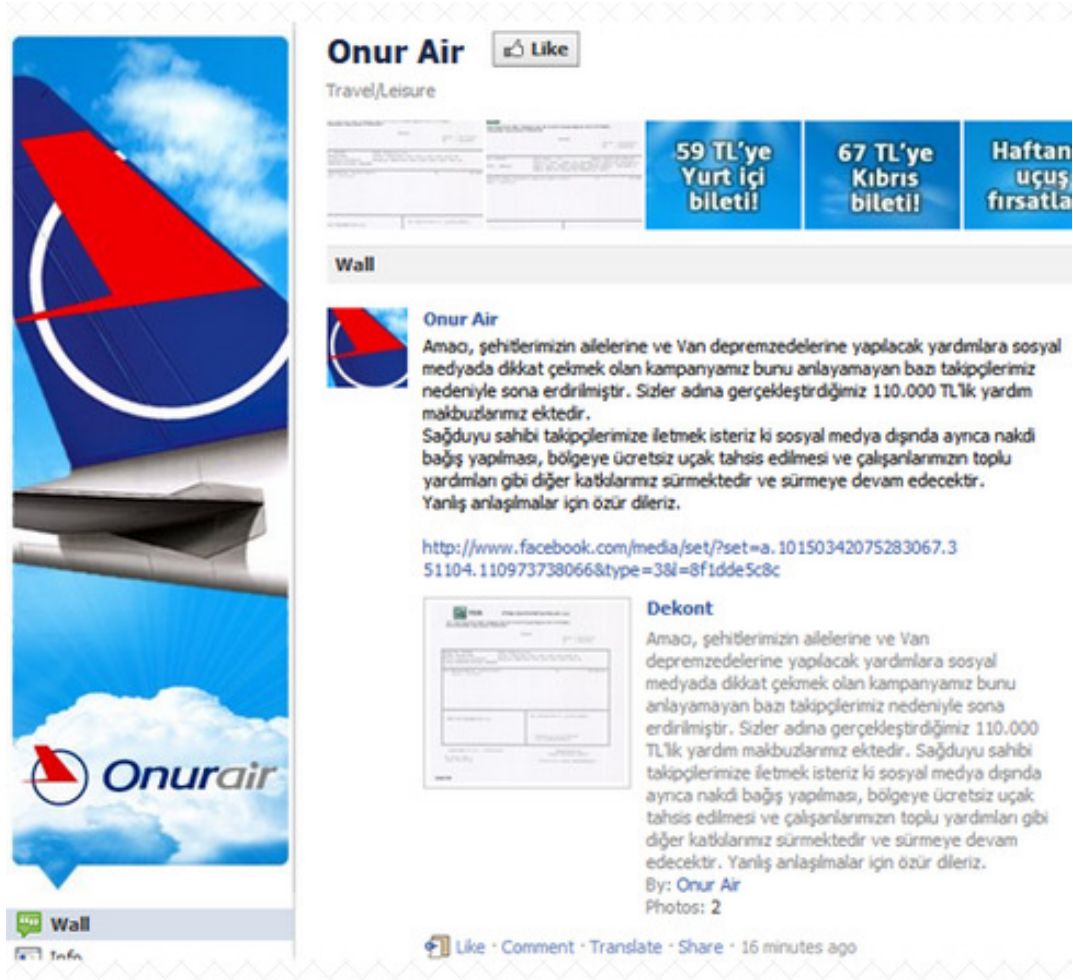 Onur Air
Like
Travel/Leisure
59 TL'ye
Yurt içi
bileti!
67 TL'ye
Kıbrıs
bileti!
Haftan
uçuş
fırsatla
Wall
Onur Air
Amacı, şehitlerimizin ailelerine ve Van depremzedelerine yapılacak yardımlara sosyal
medyada dikkat çekmek olan kampanyamız bunu anlayamayan bazı takipçilerimiz
nedeniyle sona erdirilmiştir. Sizler adına gerçekleştirdiğimiz 110.000 TL'lik yardım
makbuzlarımız ektedir.
Sağduyu sahibi takipçilerimize iletmek isteriz ki sosyal medya dışında ayrıca nakdi
bağış yapılması, bölgeye ücretsiz uçak tahsis edilmesi ve çalışanlarımızın toplu
yardımları gibi diğer katkılarımız sürmektedir ve sürmeye devam edecektir.
Yanlış anlaşılmalar için özür dileriz.
http://www.facebook.com/media/set/?set=a.10150342075283067.3
51104.110973738066&type=3&l=8f1dde5c8c
Dekont
Amacı, şehitlerimizin ailelerine ve Van
depremzedelerine yapılacak yardımlara sosyal
medyada dikkat çekmek olan kampanyamız bunu
anlayamayan bazı takipçilerimiz nedeniyle sona
erdirilmiştir. Sizler adına gerçekleştirdiğimiz 110.000
TL'lik yardım makbuzlarımız ektedir. Sağduyu sahibi
takipçilerimize iletmek isteriz ki sosyal medya dışında
ayrıca nakdi bağış yapılması, bölgeye ücretsiz uçak
tahsis edilmesi ve çalışanlarımızın toplu yardımları gibi
diğer katkılarımız sürmektedir ve sürmeye devam
edecektir. Yanlış anlaşılmalar için özür dileriz.
By: Onur Air
Photos: 2
Like · Comment · Translate · Share · 16 minutes ago
Onurair
Wall
Info